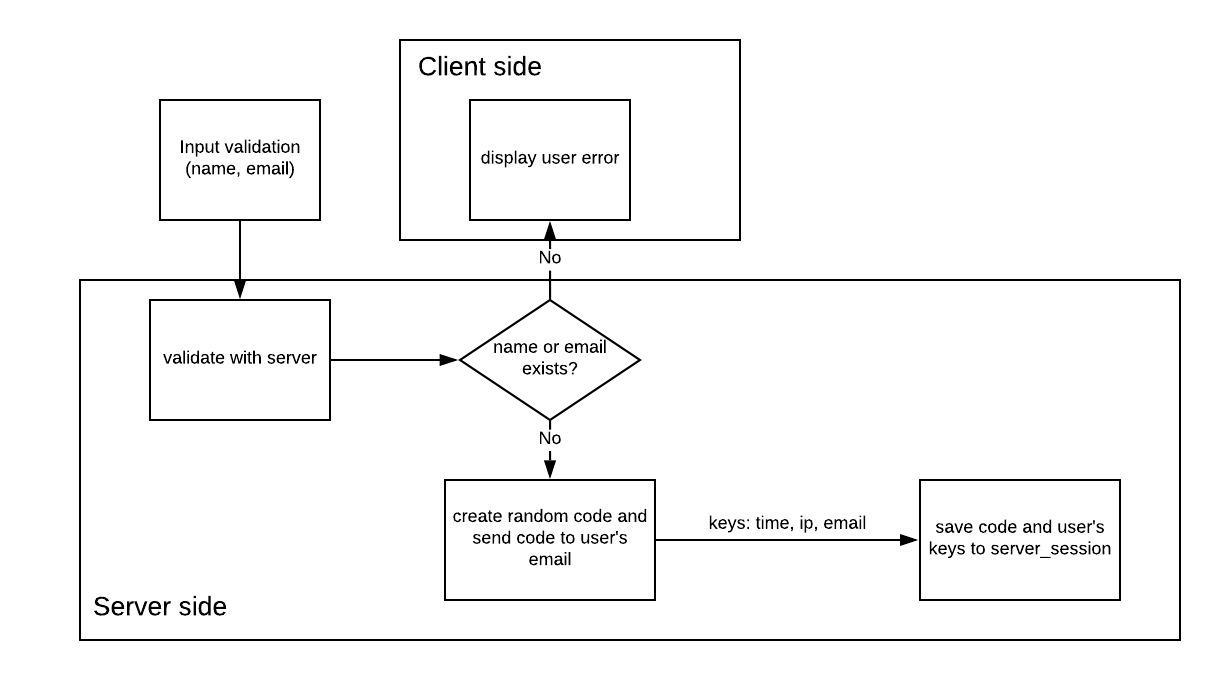 Client side
Input validation
(name, email)
display user error
No
validate with server
name or email
exists?
No
create random code and
send code to user's
email
keys: time, ip, email
save code and user's
keys to server_session
Server side